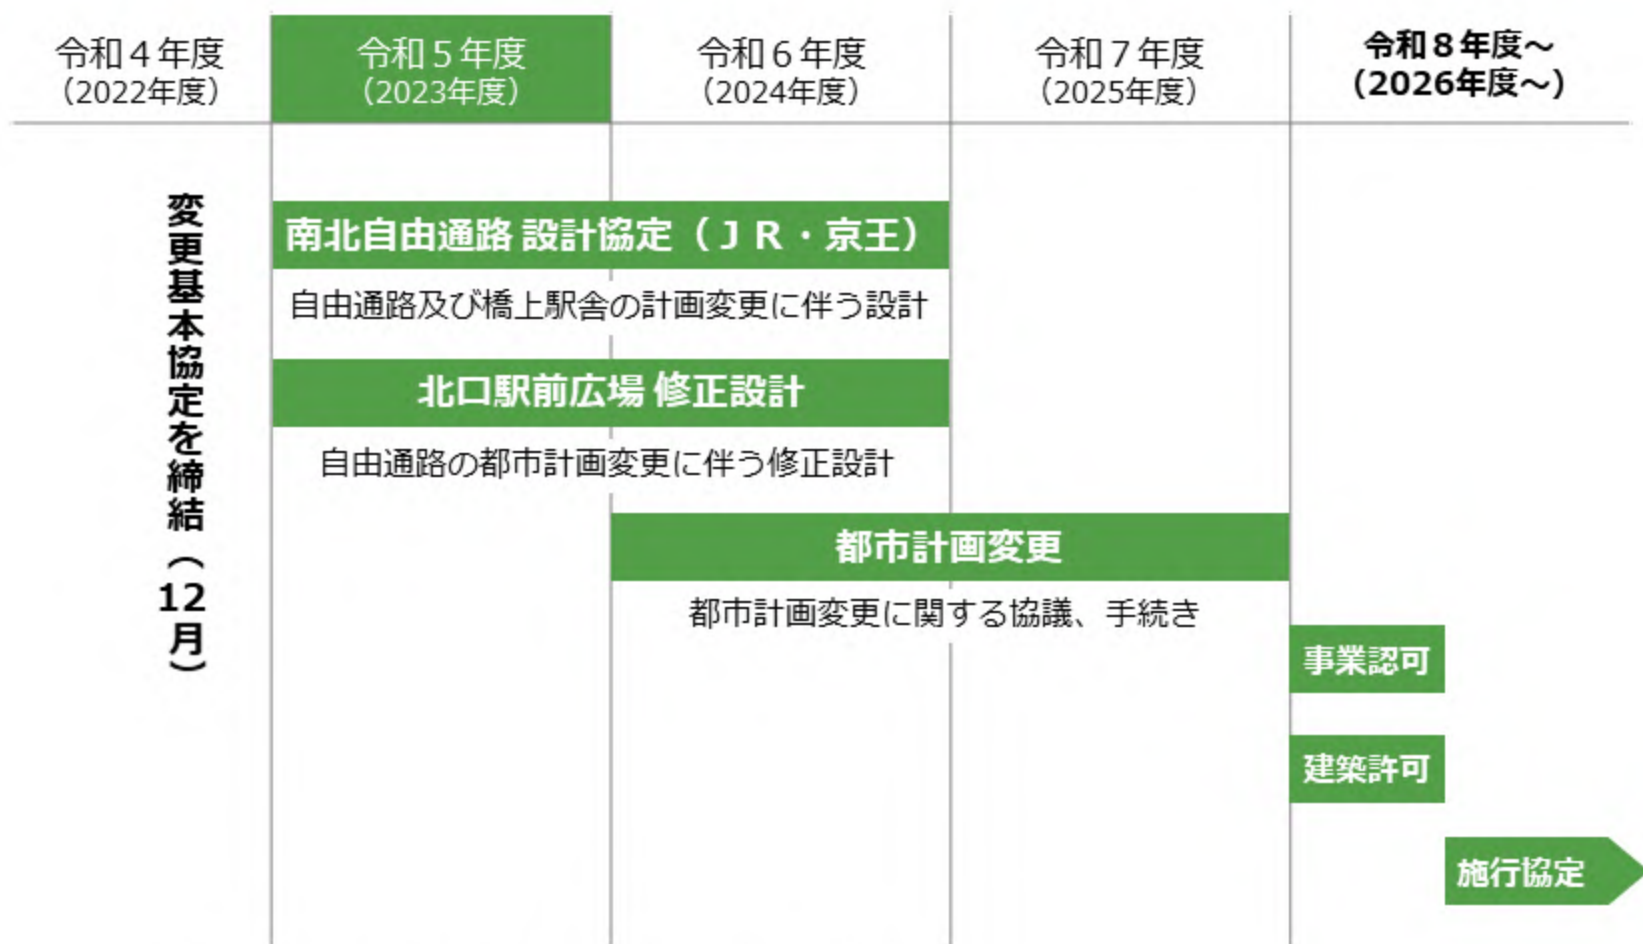 令和４年度
（2022年度）
令和５年度
（2023年度）
令和６年度
（2024年度）
令和７年度
（2025年度）
令和８年度～
（2026年度～）
変更基本協定を締結（12月）
南北自由通路 設計協定（ＪＲ・京王）
自由通路及び橋上駅舎の計画変更に伴う設計
北口駅前広場 修正設計
自由通路の都市計画変更に伴う修正設計
都市計画変更
都市計画変更に関する協議、手続き
事業認可
建築許可
施行協定